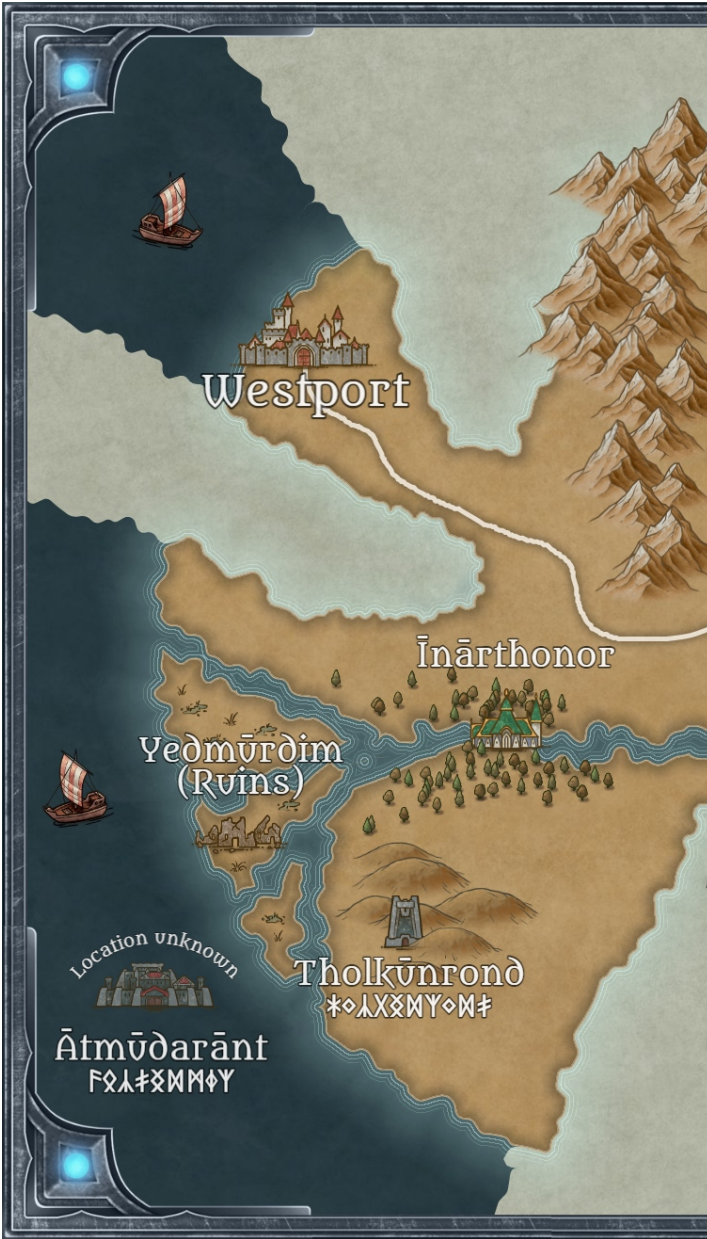 Westport
Īnārthonor
Yedmūrdim
(Ruins)
Location unknown
Tholkūnrond
Ātmūdarānt